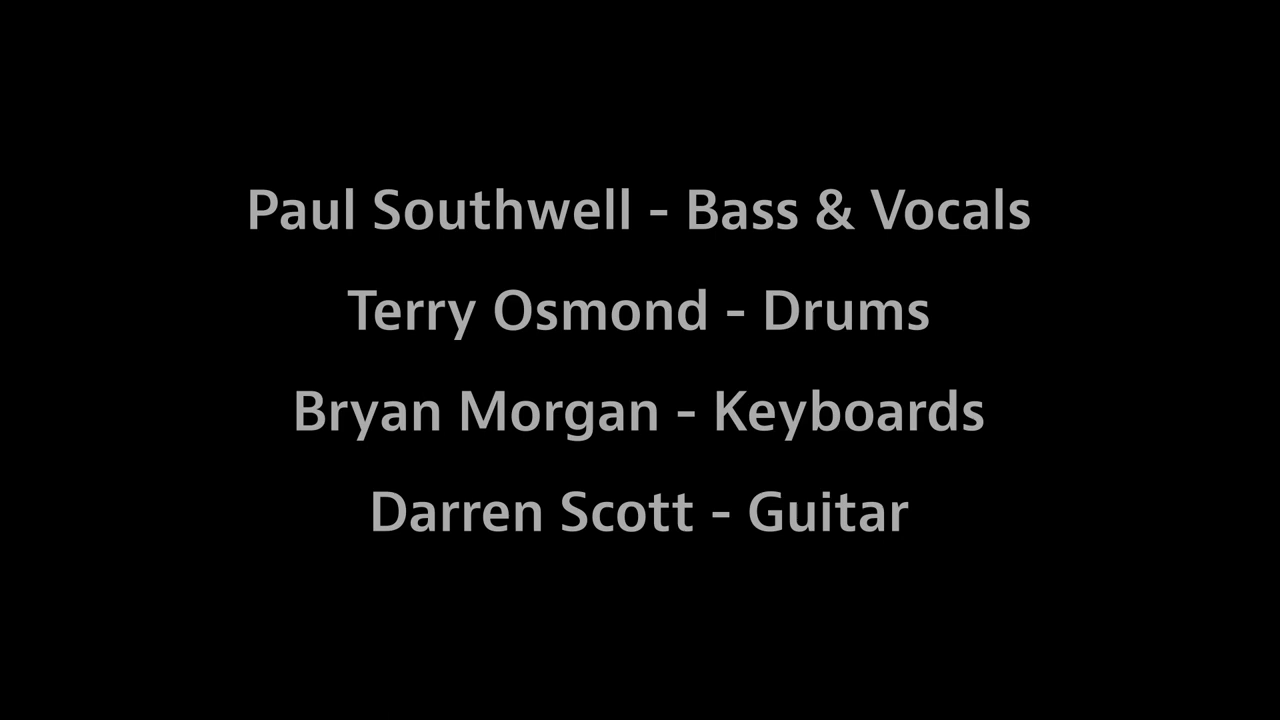 Paul Southwell - Bass & Vocals
Terry Osmond - Drums
Bryan Morgan - Keyboards
Darren Scott - Guitar